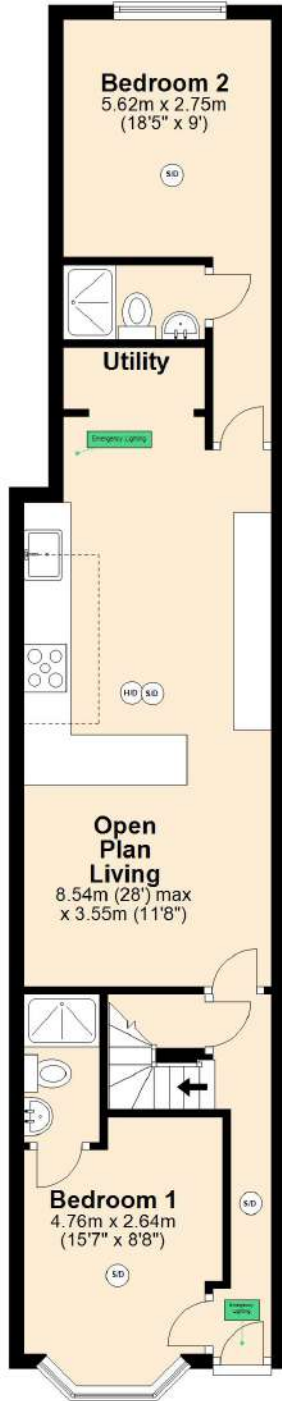 Bedroom 2
5.62m x 2.75m
(18'5" x 9')
S/D
Utility
Emergency Lighting
H/D
S/D
Open
Plan
Living
8.54m (28') max
x 3.55m (11'8")
S/D
Bedroom 1
4.76m x 2.64m
(15'7" x 8'8")
S/D
Emergency
Lighting